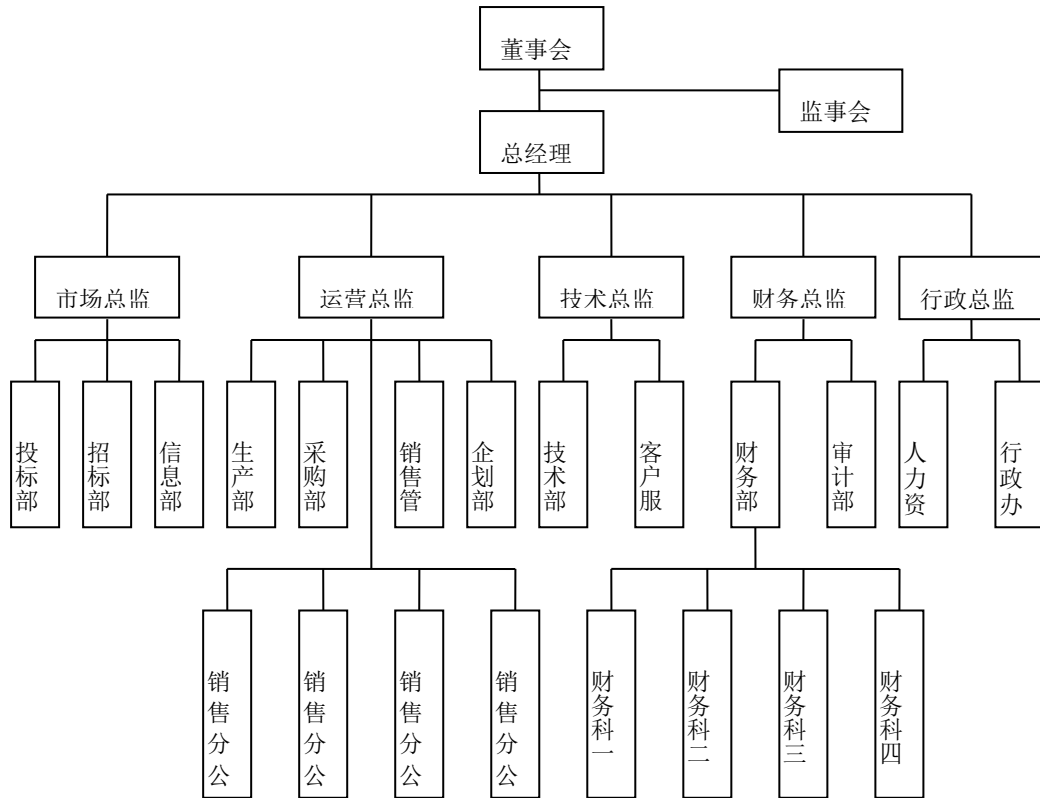 董事会
监事会
总经理
市场总监
运营总监
技术总监
财务总监
行政总监
投标部
招标部
信息部
生产部
采购部
销售管
企划部
技术部
客户服
财务部
审计部
人力资
行政办
销售分公
销售分公
销售分公
销售分公
财务科一
财务科二
财务科三
财务科四